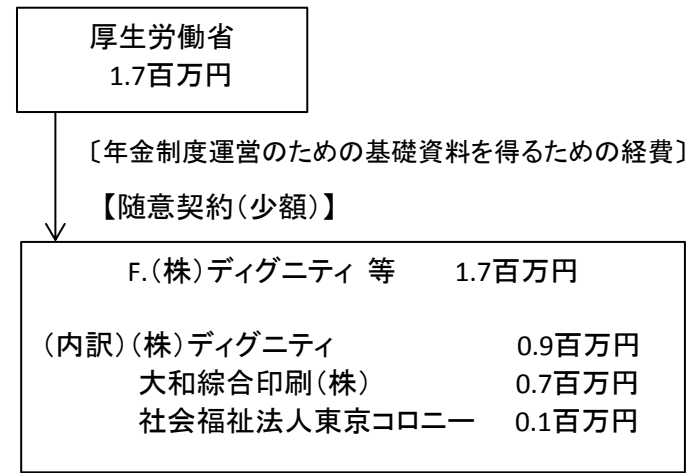 厚生労働省
1.7百万円
〔年金制度運営のための基礎資料を得るための経費〕
【随意契約(少額)】
F.(株)ディグニティ 等 1.7百万円
(内訳)(株)ディグニティ 0.9百万円
大和綜合印刷(株) 0.7百万円
社会福祉法人東京コロニー 0.1百万円